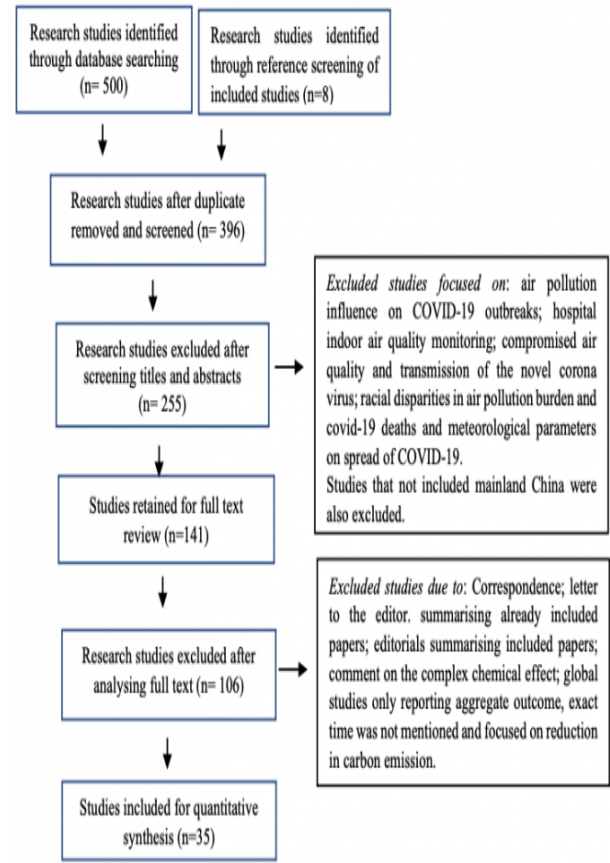 Research studies identified
through database searching
(n= 500)
Research studies identified
through reference screening of
included studies (n=8)
Research studies after duplicate
removed and screened (n= 396)
Research studies excluded after
screening titles and abstracts
(n= 255)
Excluded studies focused on: air pollution
influence on COVID-19 outbreaks; hospital
indoor air quality monitoring; compromised air
quality and transmission of the novel corona
virus; racial disparities in air pollution burden and
covid-19 deaths and meteorological parameters
on spread of COVID-19.
Studies that not included mainland China were
also excluded.
Studies retained for full text
review (n=141)
Research studies excluded after
analysing full text (n= 106)
Excluded studies due to: Correspondence; letter
to the editor. summarising already included
papers; editorials summarising included papers;
comment on the complex chemical effect; global
studies only reporting aggregate outcome, exact
time was not mentioned and focused on reduction
in carbon emission.
Studies included for quantitative
synthesis (n=35)